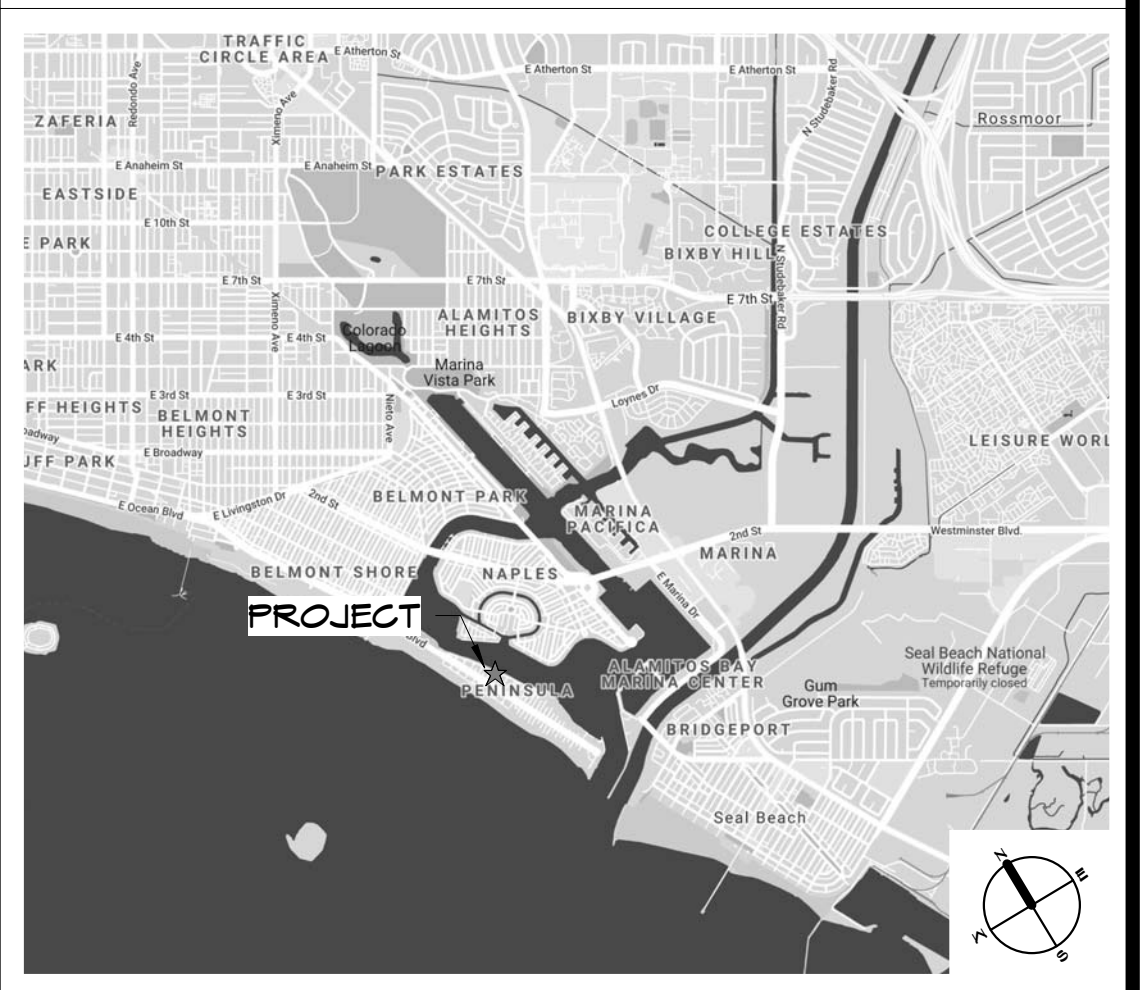 TRAFFIC
CIRCLE AREA
E Atherton St
E Atherton St
E Atherton St
Redondo Ave
Ximeno Ave
N Studebaker Rd
ZAFERIA
Rossmoor
E Anaheim St
E Anaheim St
PARK ESTATES
EASTSIDE
E 10th St
E PARK
COLLEGE ESTATES
BIXBY HILL
N Studebaker Rd
E 7th St
E 7th St
E 7th St
Ximeno Ave
ALAMITOS
HEIGHTS
BIXBY VILLAGE
Colorado
Lagoon
E 4th St
E 4th St
ARK
Marina
Vista Park
E 3rd St
E 3rd St
Loynes Dr
Nieto Ave
FF HEIGHTS
BELMONT
HEIGHTS
oadway
E Broadway
LEISURE WORL
UFF PARK
E Ocean Blvd
E Livingston Dr
2nd St
BELMONT PARK
MARINA
PACIFICA
2nd St
Westminster Blvd.
MARINA
BELMONT SHORE
NAPLES
E Marina Dr
PROJECT
Blvd
PENINSULA
ALAMITOS BAY
MARINA CENTER
Seal Beach National
Wildlife Refuge
Temporarily closed
Gum
Grove Park
BRIDGEPORT
Seal Beach
N
E
W
S